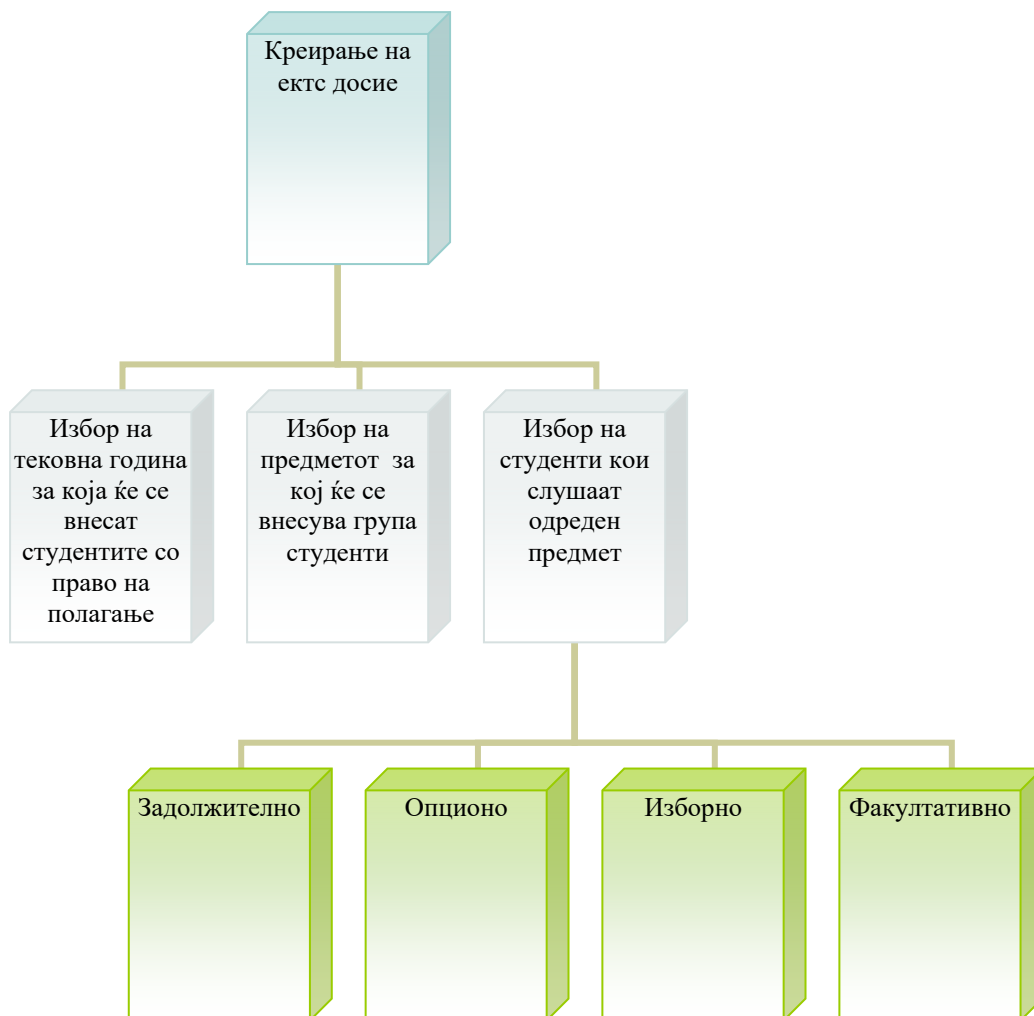 Креирање на
ектс досие
Избор на
тековна година
за која ќе се
внесат
студентите со
право на
полагање
Избор на
предметот  за
кој ќе се
внесува група
студенти
Избор на
студенти кои
слушаат
одреден
предмет
Задолжително
Опционо
Изборно
Факултативно